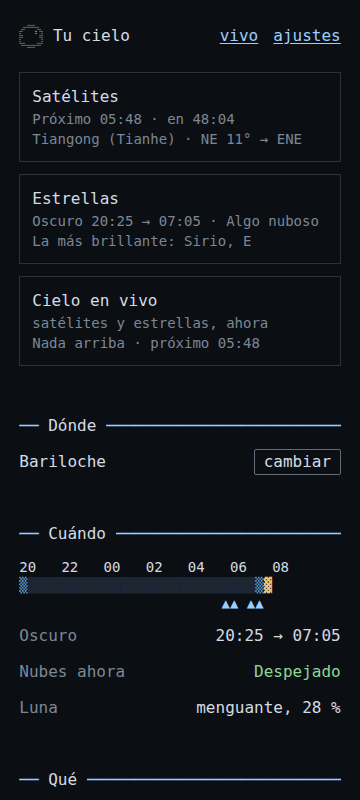 Tu cielo vivo ajustes
Satélites
Próximo 05:48 · en 48:04
Tiangong (Tianhe) · NE 11° → ENE
Estrellas
Oscuro 20:25 → 07:05 · Algo nuboso
La más brillante: Sirio, E
Cielo en vivo
satélites y estrellas, ahora
Nada arriba · próximo 05:48
Dónde
Bariloche cambiar
Cuándo
20 22 00 02 04 06 08
Oscuro 20:25 → 07:05
Nubes ahora Despejado
Luna menguante, 28 %
Qué